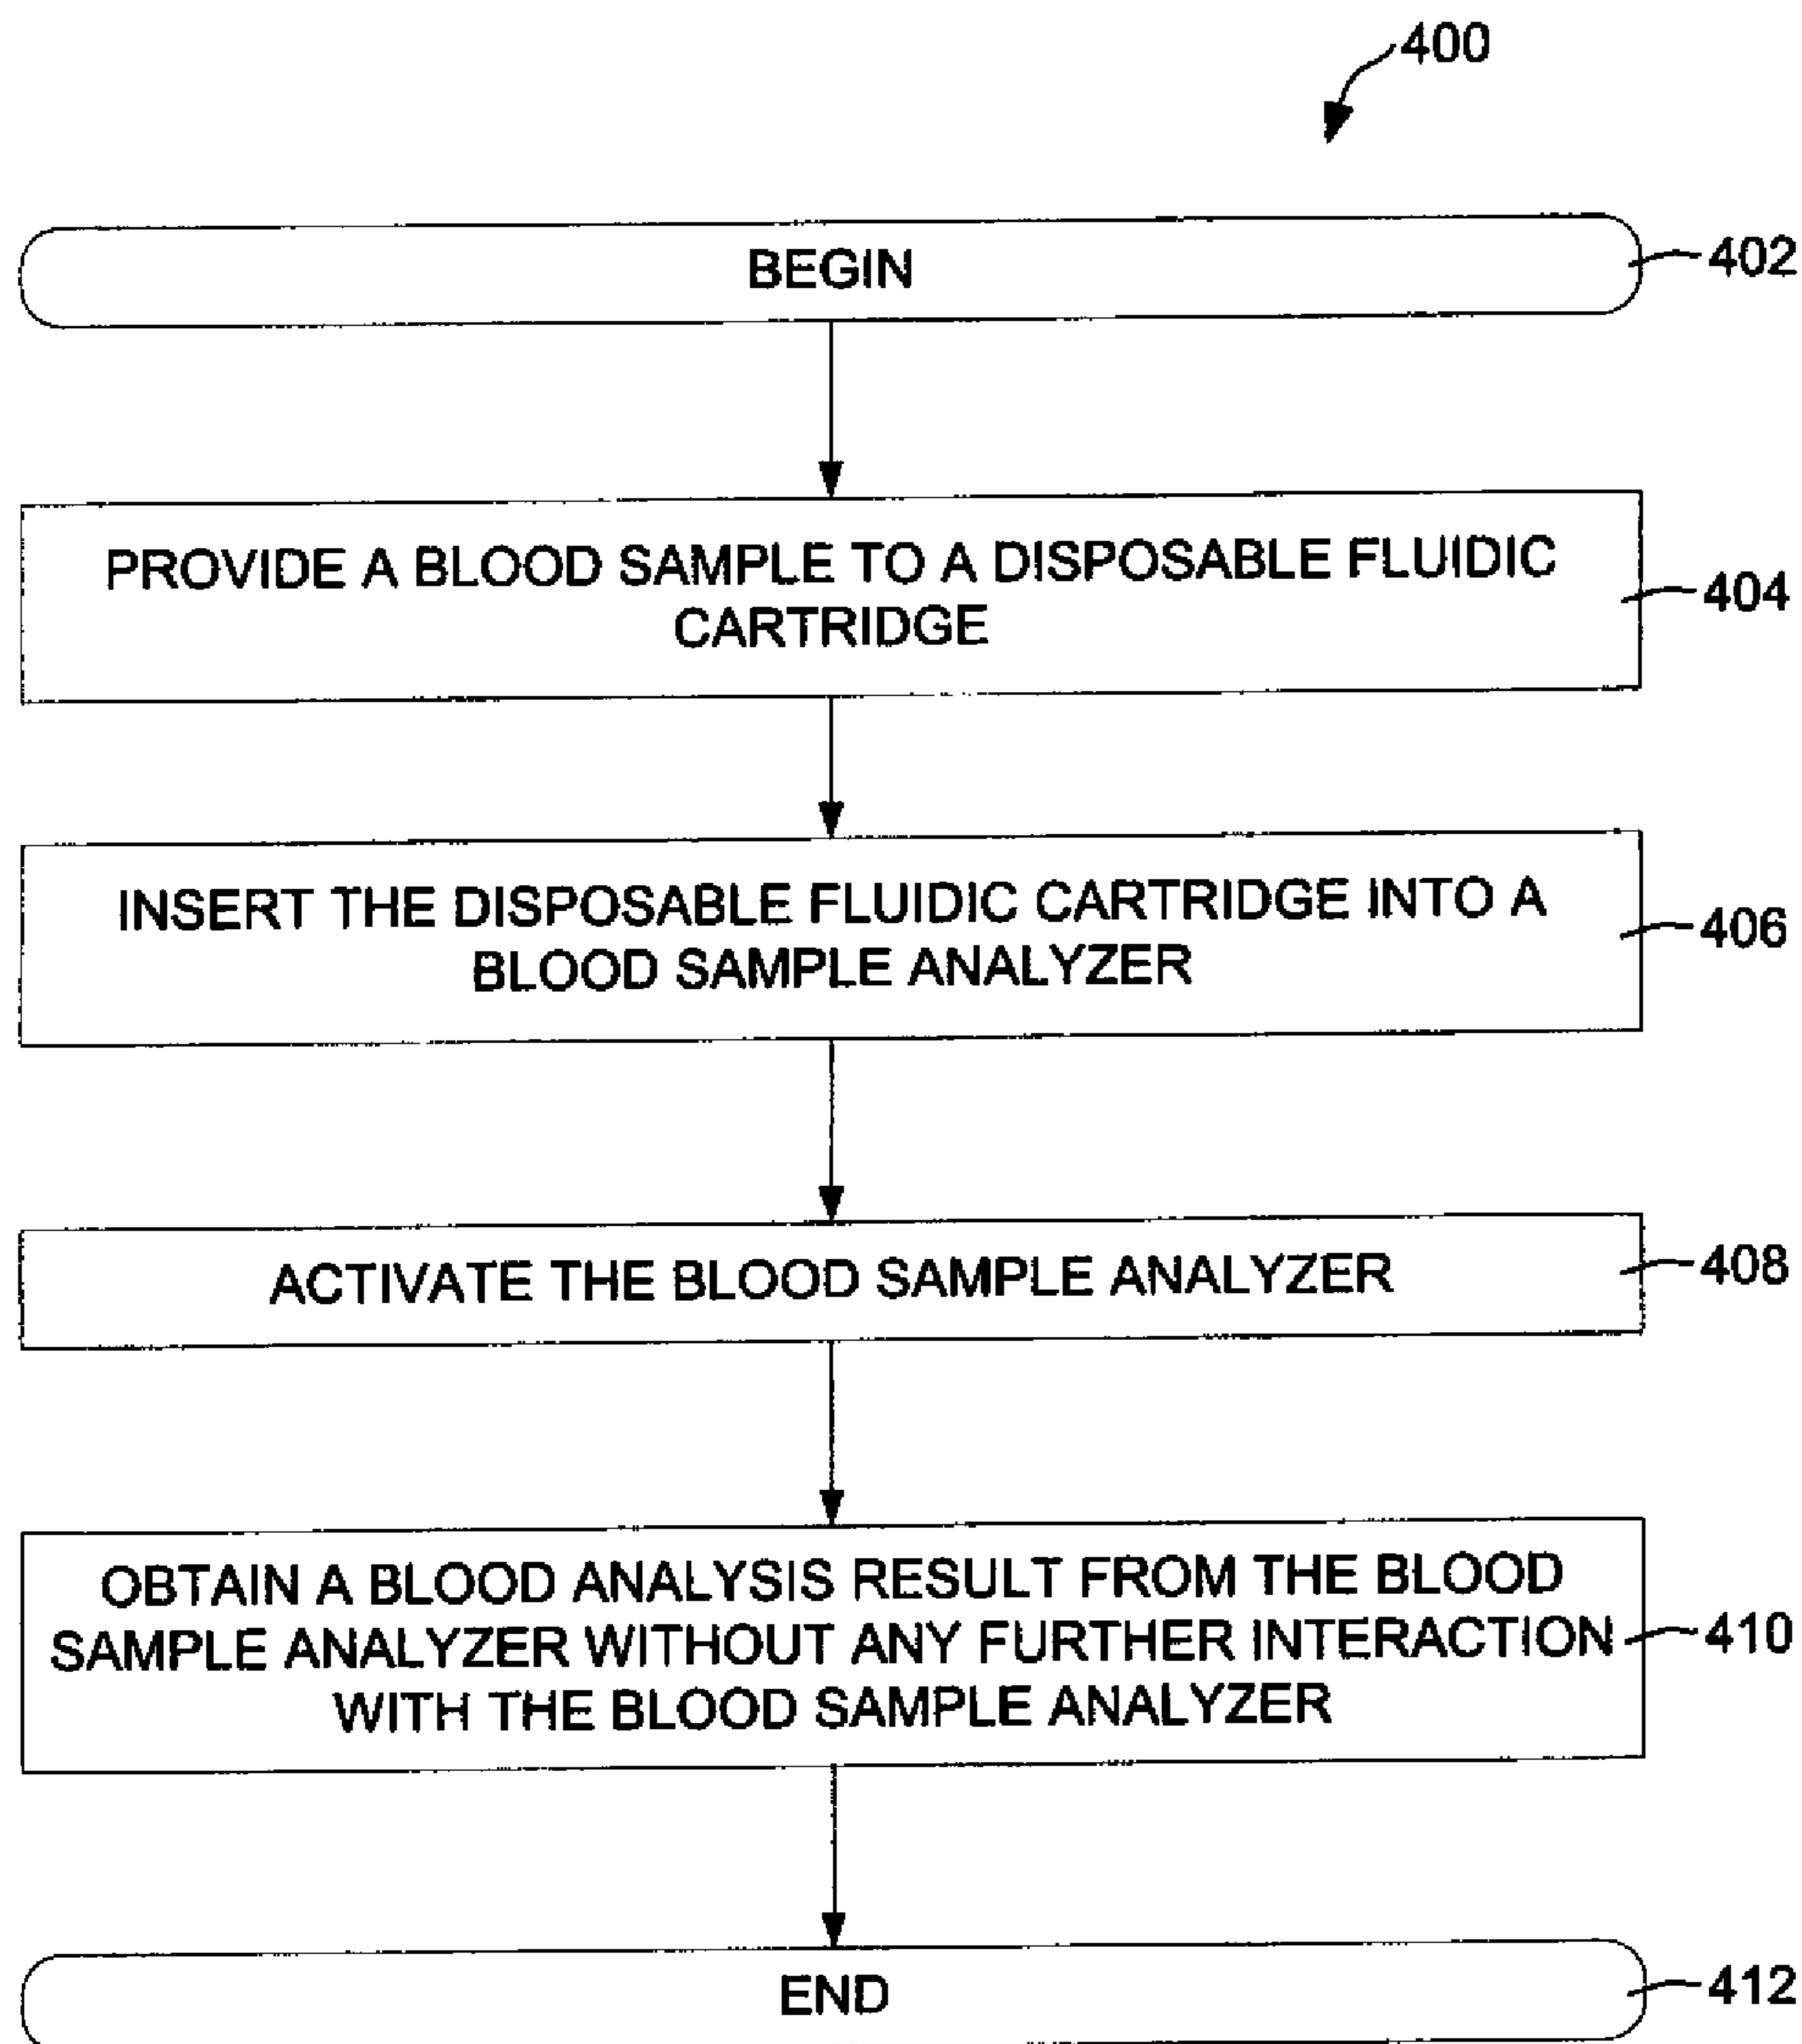 400
BEGIN
402
PROVIDE A BLOOD SAMPLE TO A DISPOSABLE FLUIDIC
CARTRIDGE
404
INSERT THE DISPOSABLE FLUIDIC CARTRIDGE INTO A
BLOOD SAMPLE ANALYZER
406
ACTIVATE THE BLOOD SAMPLE ANALYZER
408
OBTAIN A BLOOD ANALYSIS RESULT FROM THE BLOOD
SAMPLE ANALYZER WITHOUT ANY FURTHER INTERACTION
WITH THE BLOOD SAMPLE ANALYZER
410
END
412